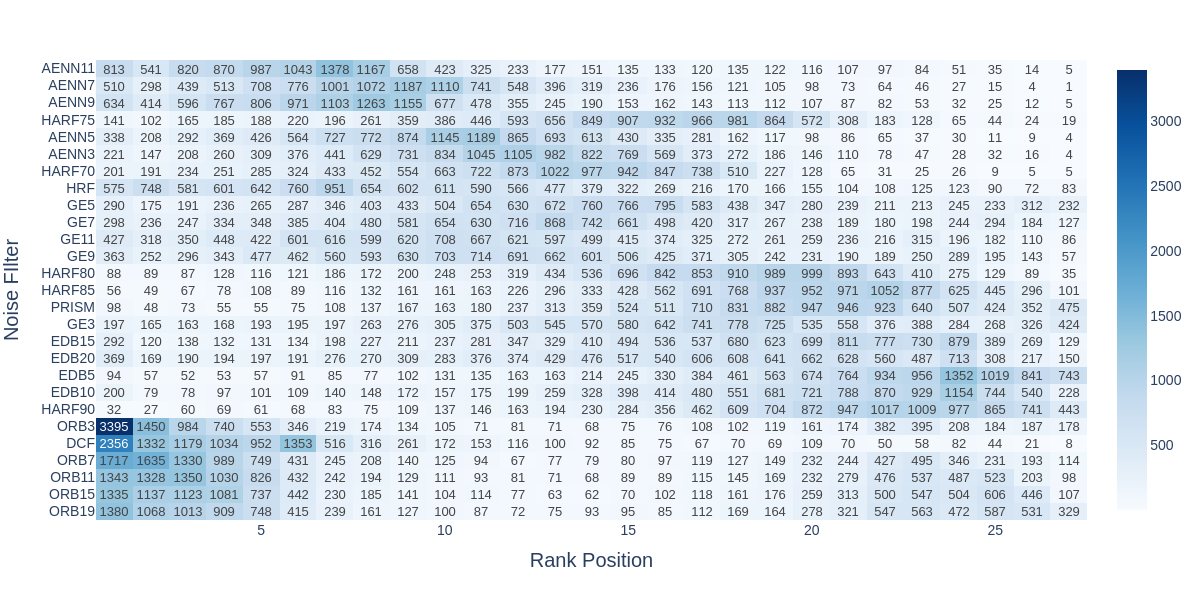 AENN11 813 541 820 870 987 1043 1378 1167 658 423 325 233 177 151 135 133 120 135 122 116 107 97 84 51 35 14 5
AENN7 510 298 439 513 708 776 1001 1072 1187 1110 741 548 396 319 236 176 156 121 105 98 73 64 46 27 15 4 1
AENN9 634 414 596 767 806 971 1103 1263 1155 677 478 355 245 190 153 162 143 113 112 107 87 82 53 32 25 12 5
HARF75 141 102 165 185 188 220 196 261 359 386 446 593 656 849 907 932 966 981 864 572 308 183 128 65 44 24 19
AENN5 338 208 292 369 426 564 727 772 874 1145 1189 865 693 613 430 335 281 162 117 98 86 65 37 30 11 9 4
AENN3 221 147 208 260 309 376 441 629 731 834 1045 1105 982 822 769 569 373 272 186 146 110 78 47 28 32 16 4
HARF70 201 191 234 251 285 324 433 452 554 663 722 873 1022 977 942 847 738 510 227 128 65 31 25 26 9 5 5
HRF 575 748 581 601 642 760 951 654 602 611 590 566 477 379 322 269 216 170 166 155 104 108 125 123 90 72 83
GE5 290 175 191 236 265 287 346 403 433 504 654 630 672 760 766 795 583 438 347 280 239 211 213 245 233 312 232
GE7 298 236 247 334 348 385 404 480 581 654 630 716 868 742 661 498 420 317 267 238 189 180 198 244 294 184 127
GE11 427 318 350 448 422 601 616 599 620 708 667 621 597 499 415 374 325 272 261 259 236 216 315 196 182 110 86
GE9 363 252 296 343 477 462 560 593 630 703 714 691 662 601 506 425 371 305 242 231 190 189 250 289 195 143 57
HARF80 88 89 87 128 116 121 186 172 200 248 253 319 434 536 696 842 853 910 989 999 893 643 410 275 129 89 35
HARF85 56 49 67 78 108 89 116 132 161 161 163 226 296 333 428 562 691 768 937 952 971 1052 877 625 445 296 101
PRISM 98 48 73 55 55 75 108 137 167 163 180 237 313 359 524 511 710 831 882 947 946 923 640 507 424 352 475
GE3 197 165 163 168 193 195 197 263 276 305 375 503 545 570 580 642 741 778 725 535 558 376 388 284 268 326 424
EDB15 292 120 138 132 131 134 198 227 211 237 281 347 329 410 494 536 537 680 623 699 811 777 730 879 389 269 129
EDB20 369 169 190 194 197 191 276 270 309 283 376 374 429 476 517 540 606 608 641 662 628 560 487 713 308 217 150
EDB5 94 57 52 53 57 91 85 77 102 131 135 163 163 214 245 330 384 461 563 674 764 934 956 1352 1019 841 743
EDB10 200 79 78 97 101 109 140 148 172 157 175 199 259 328 398 414 480 551 681 721 788 870 929 1154 744 540 228
HARF90 32 27 60 69 61 68 83 75 109 137 146 163 194 230 284 356 462 609 704 872 947 1017 1009 977 865 741 443
ORB3 3395 1450 984 740 553 346 219 174 134 105 71 81 71 68 75 76 108 102 119 161 174 382 395 208 184 187 178
DCF 2356 1332 1179 1034 952 1353 516 316 261 172 153 116 100 92 85 75 67 70 69 109 70 50 58 82 44 21 8
ORB7 1717 1635 1330 989 749 431 245 208 140 125 94 67 77 79 80 97 119 127 149 232 244 427 495 346 231 193 114
ORB11 1343 1328 1350 1030 826 432 242 194 129 111 93 81 71 68 89 89 115 145 169 232 279 476 537 487 523 203 98
ORB15 1335 1137 1123 1081 737 442 230 185 141 104 114 77 63 62 70 102 118 161 176 259 313 500 547 504 606 446 107
ORB19 1380 1068 1013 909 748 415 239 161 127 100 87 72 75 93 95 85 112 169 164 278 321 547 563 472 587 531 329
5 10 15 20 25
Rank Position
Noise FIlter
3000
2500
2000
1500
1000
500